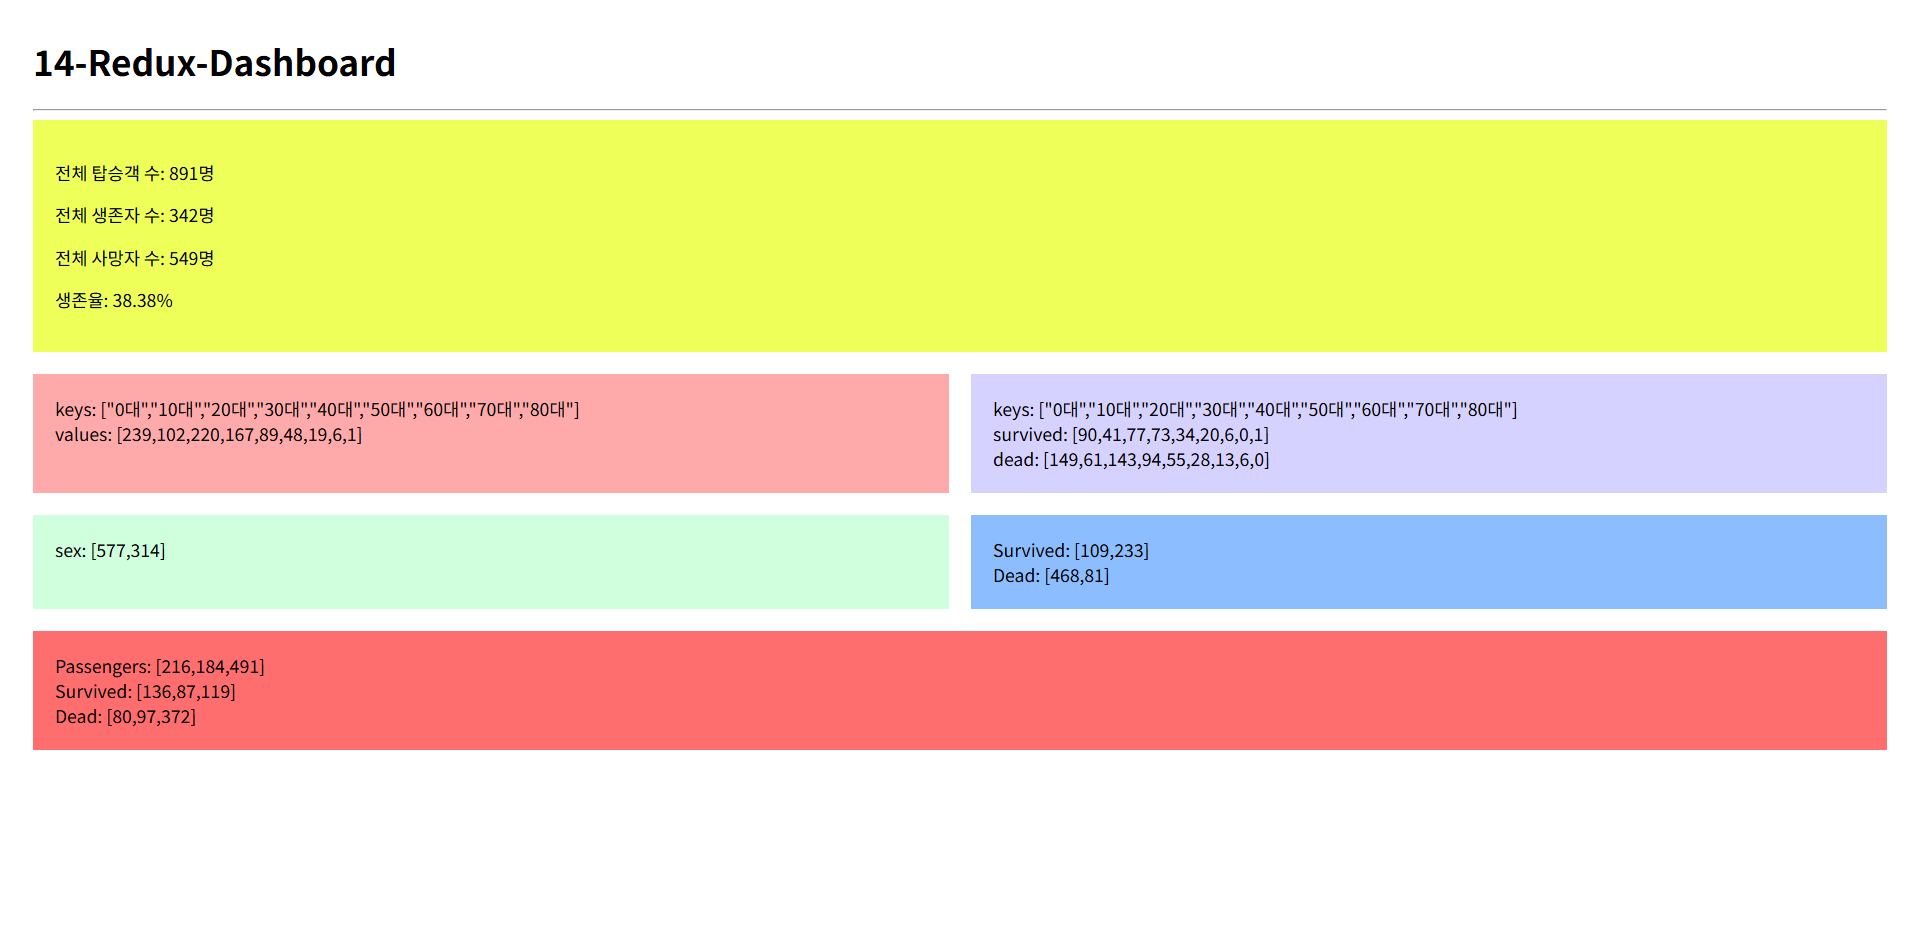 14-Redux-Dashboard
전체 탑승객 수: 891명
전체 생존자 수: 342명
전체 사망자 수: 549명
생존율: 38.38%
keys: ["0대","10대","20대","30대","40대","50대","60대","70대","80대"]
values: [239,102,220,167,89,48,19,6,1]
keys: ["0대","10대","20대","30대","40대","50대","60대","70대","80대"]
survived: [90,41,77,73,34,20,6,0,1]
dead: [149,61,143,94,55,28,13,6,0]
sex: [577,314]
Survived: [109,233]
Dead: [468,81]
Passengers: [216,184,491]
Survived: [136,87,119]
Dead: [80,97,372]